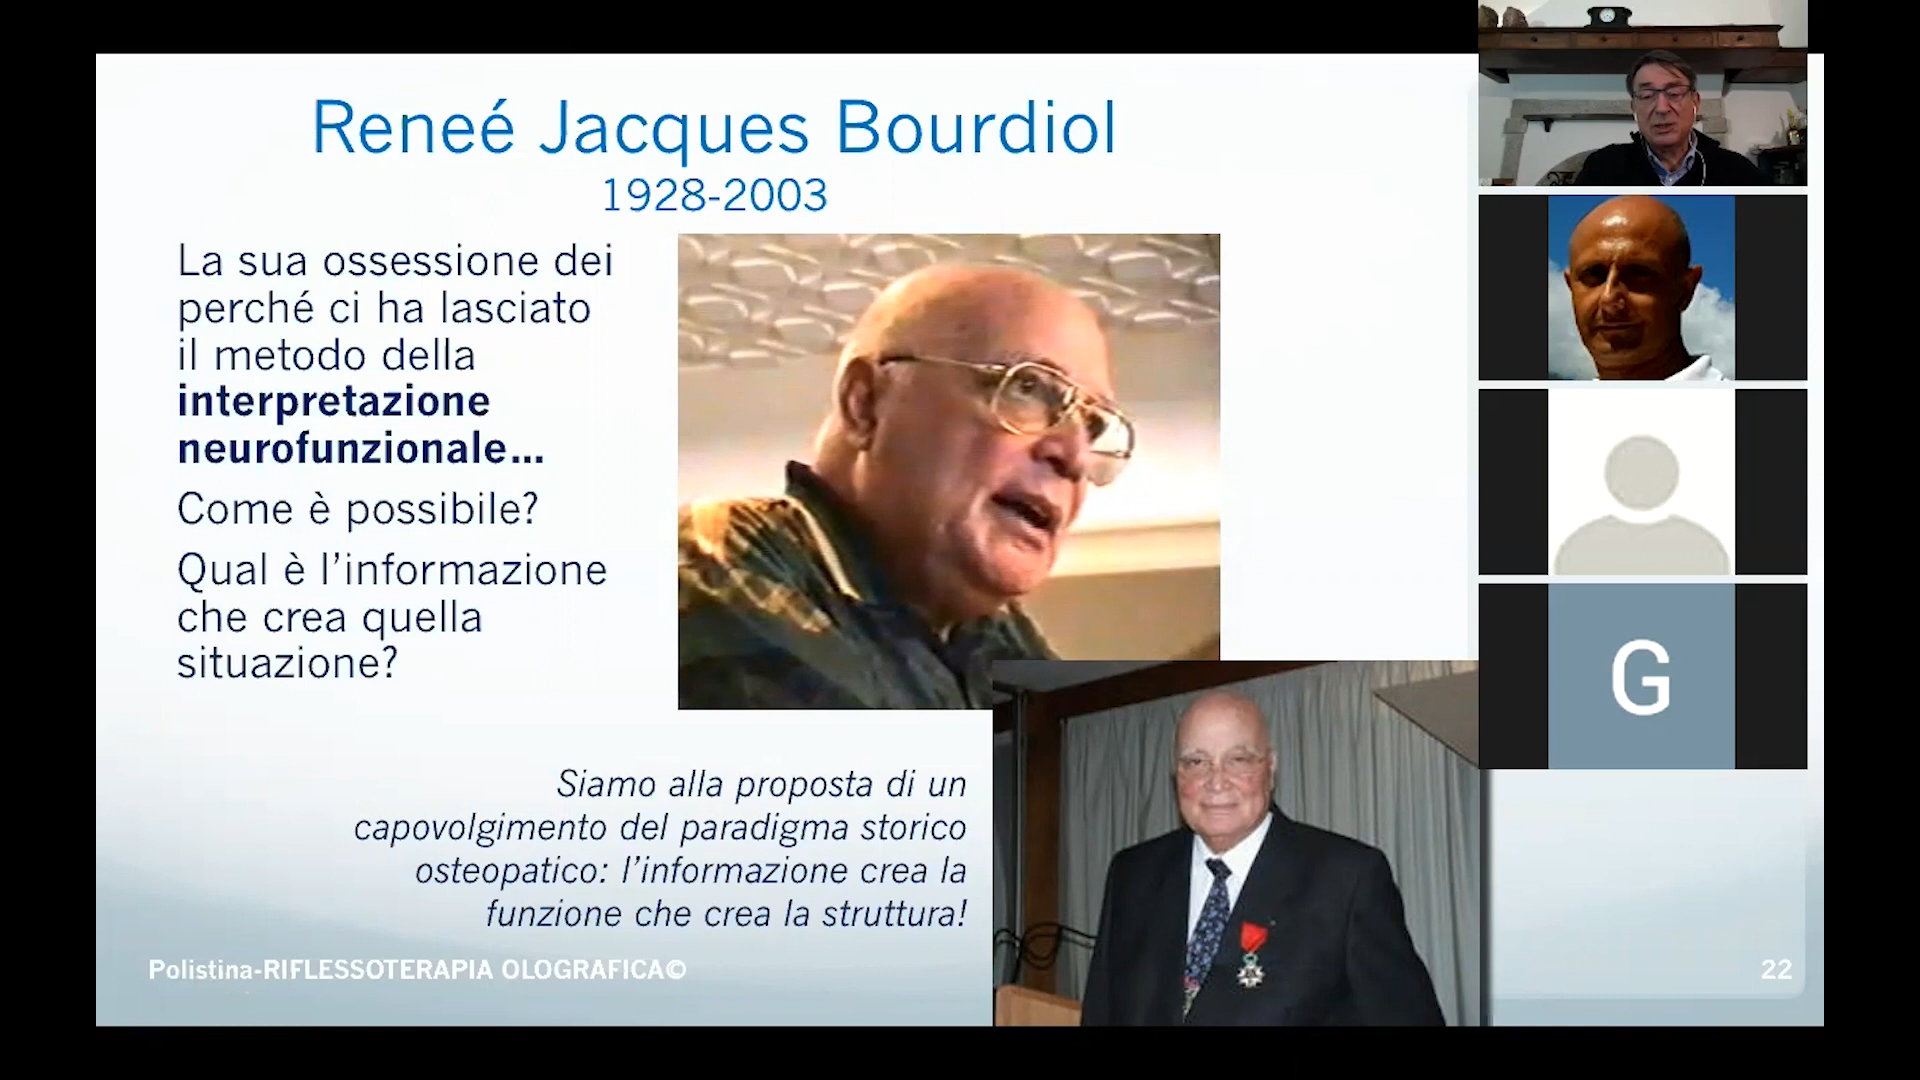 Reneé Jacques Bourdiol
1928-2003
La sua ossessione dei
perché ci ha lasciato
il metodo della
interpretazione
neurofunzionale...
Come è possibile?
Qual è l’informazione
che crea quella
situazione?
Siamo alla proposta di un
capovolgimento del paradigma storico
osteopatico: l’informazione crea la
funzione che crea la struttura!
Polistina-RIFLESSOTERAPIA OLOGRAFICA©
22
G